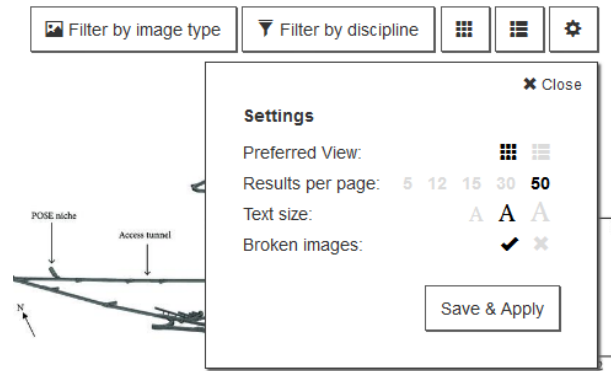 Filter by image type
Filter by discipline
Close
Settings
Preferred View:
Results per page: 5 12 15 30 50
Text size: A A A
Broken images:
Save & Apply
POSE niche
Access tunnel
N